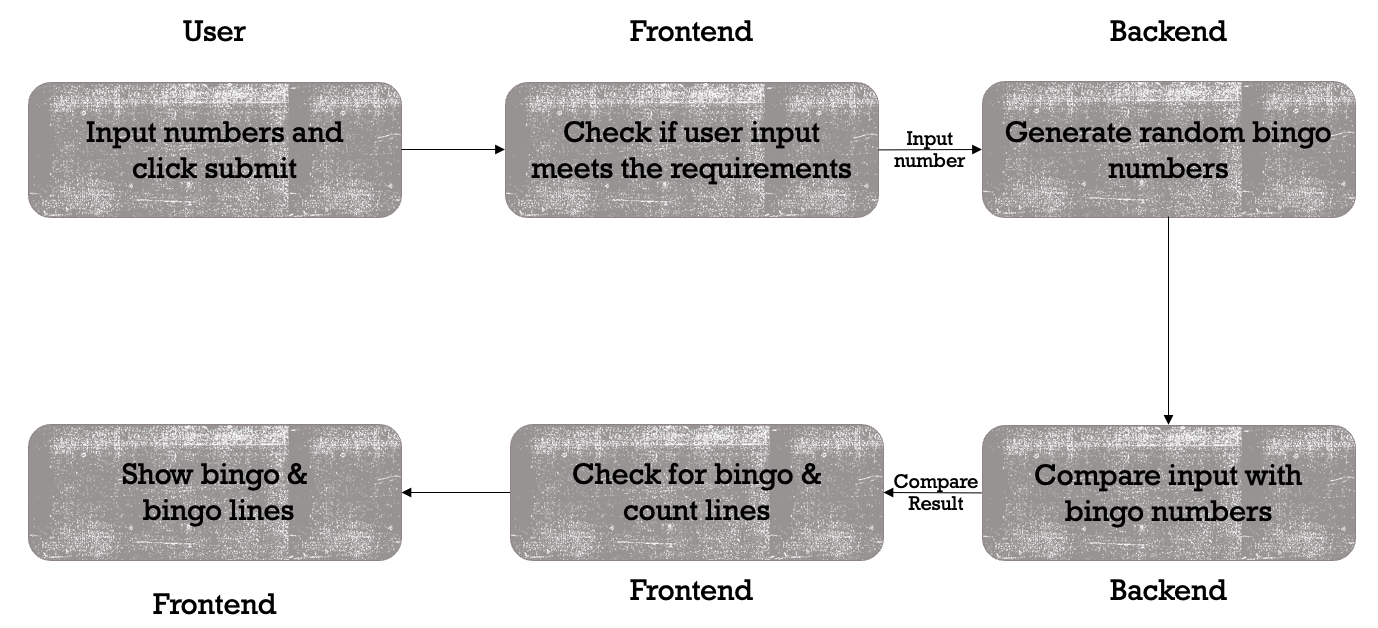 User
Frontend
Backend
Input numbers and
click submit
Check if user input
meets the requirements
Input
number
Generate random bingo
numbers
Show bingo &
bingo lines
Check for bingo &
count lines
Compare
Result
Compare input with
bingo numbers
Frontend
Frontend
Backend